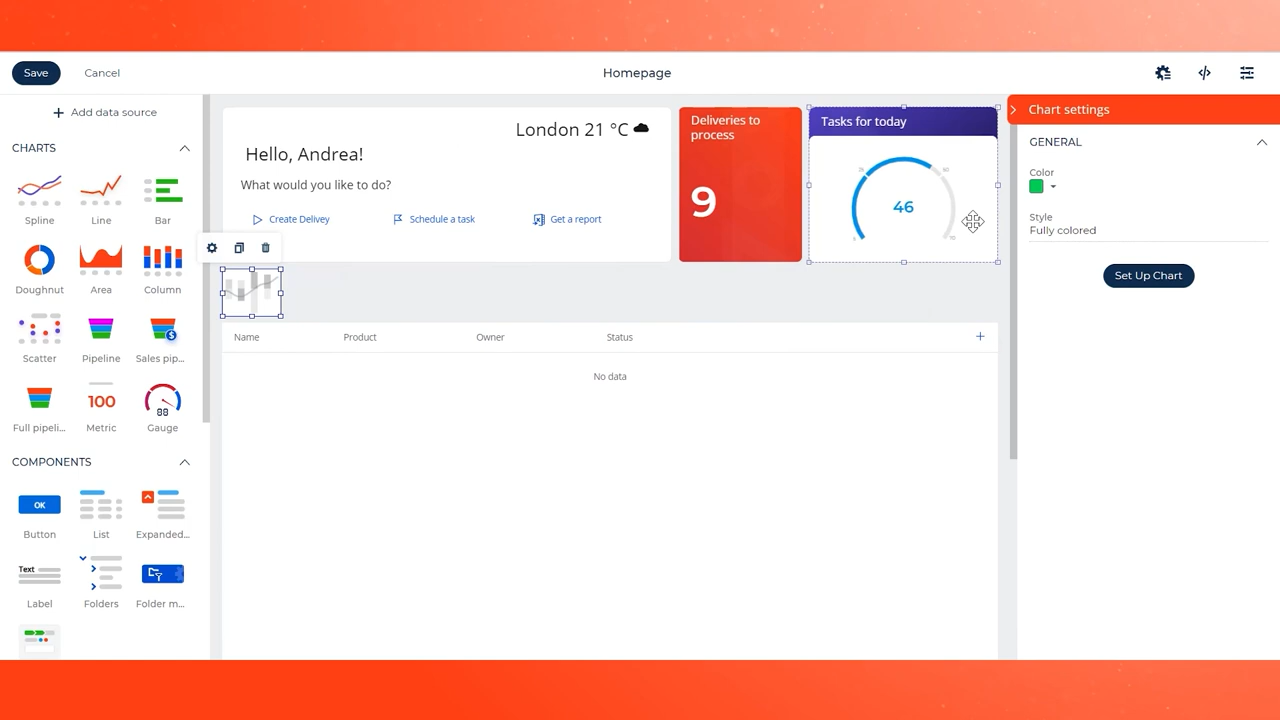 Save
Cancel
Homepage
Add data source
CHARTS
Spline
Line
Bar
Doughnut
Area
Column
Scatter
Pipeline
Sales pip...
Full pipeli...
100
Metric
88
Gauge
COMPONENTS
OK
Button
List
Expanded...
Text
Label
Folders
Folder m...
London 21 °C
Hello, Andrea!
What would you like to do?
Create Delivey
Schedule a task
Get a report
Deliveries to
process
9
Tasks for today
46
Name
Product
Owner
Status
No data
Chart settings
GENERAL
Color
Style
Fully colored
Set Up Chart